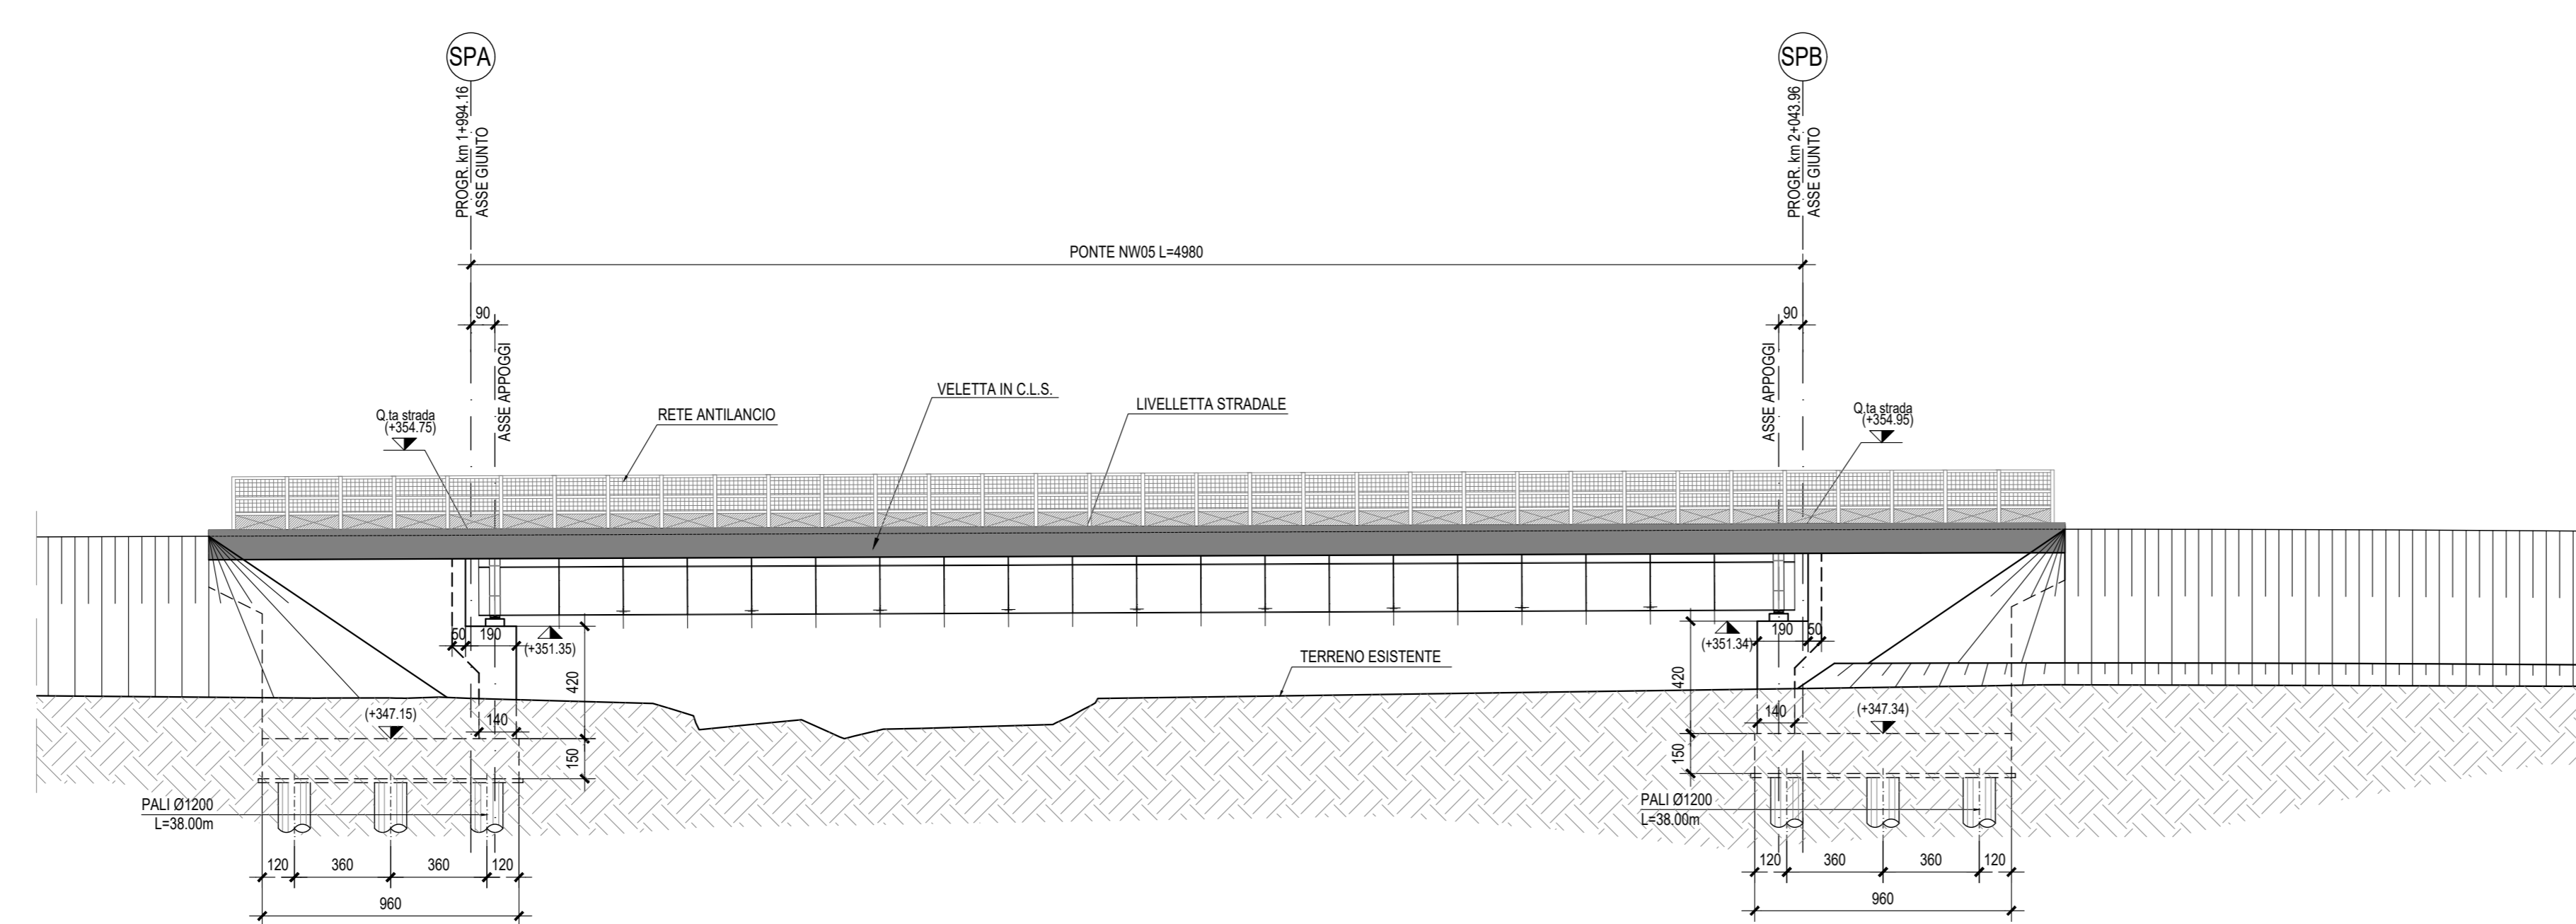 SPA
SPB
PROGR. km 1+994.16
ASSE GIUNTO
PROGR. km 2+043.96
ASSE GIUNTO
PONTE NW05 L=4980
90
90
ASSE APPOGGI
ASSE APPOGGI
VELETTA IN C.L.S.
LIVELLETTA STRADALE
RETE ANTILANCIO
Q.ta strada
(+354.75)
Q.ta strada
(+354.95)
50
190
(+351.35)
(+351.34)
190
50
TERRENO ESISTENTE
420
420
(+347.15)
140
140
(+347.34)
150
150
PALI Ø1200
L=38.00m
PALI Ø1200
L=38.00m
120
360
360
120
120
360
360
120
960
960